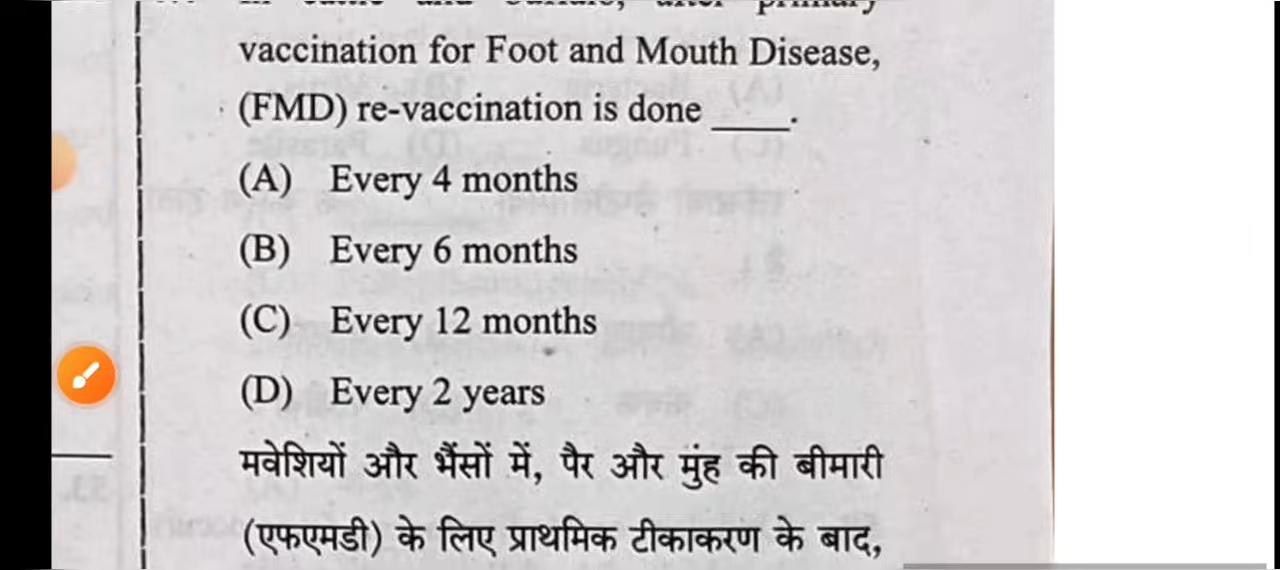 vaccination for Foot and Mouth Disease,
(FMD) re-vaccination is done ____.
(A) Every 4 months
(B) Every 6 months
(C) Every 12 months
(D) Every 2 years
मवेशियों और भैंसों में, पैर और मुंह की बीमारी
(एफएमडी) के लिए प्राथमिक टीकाकरण के बाद,